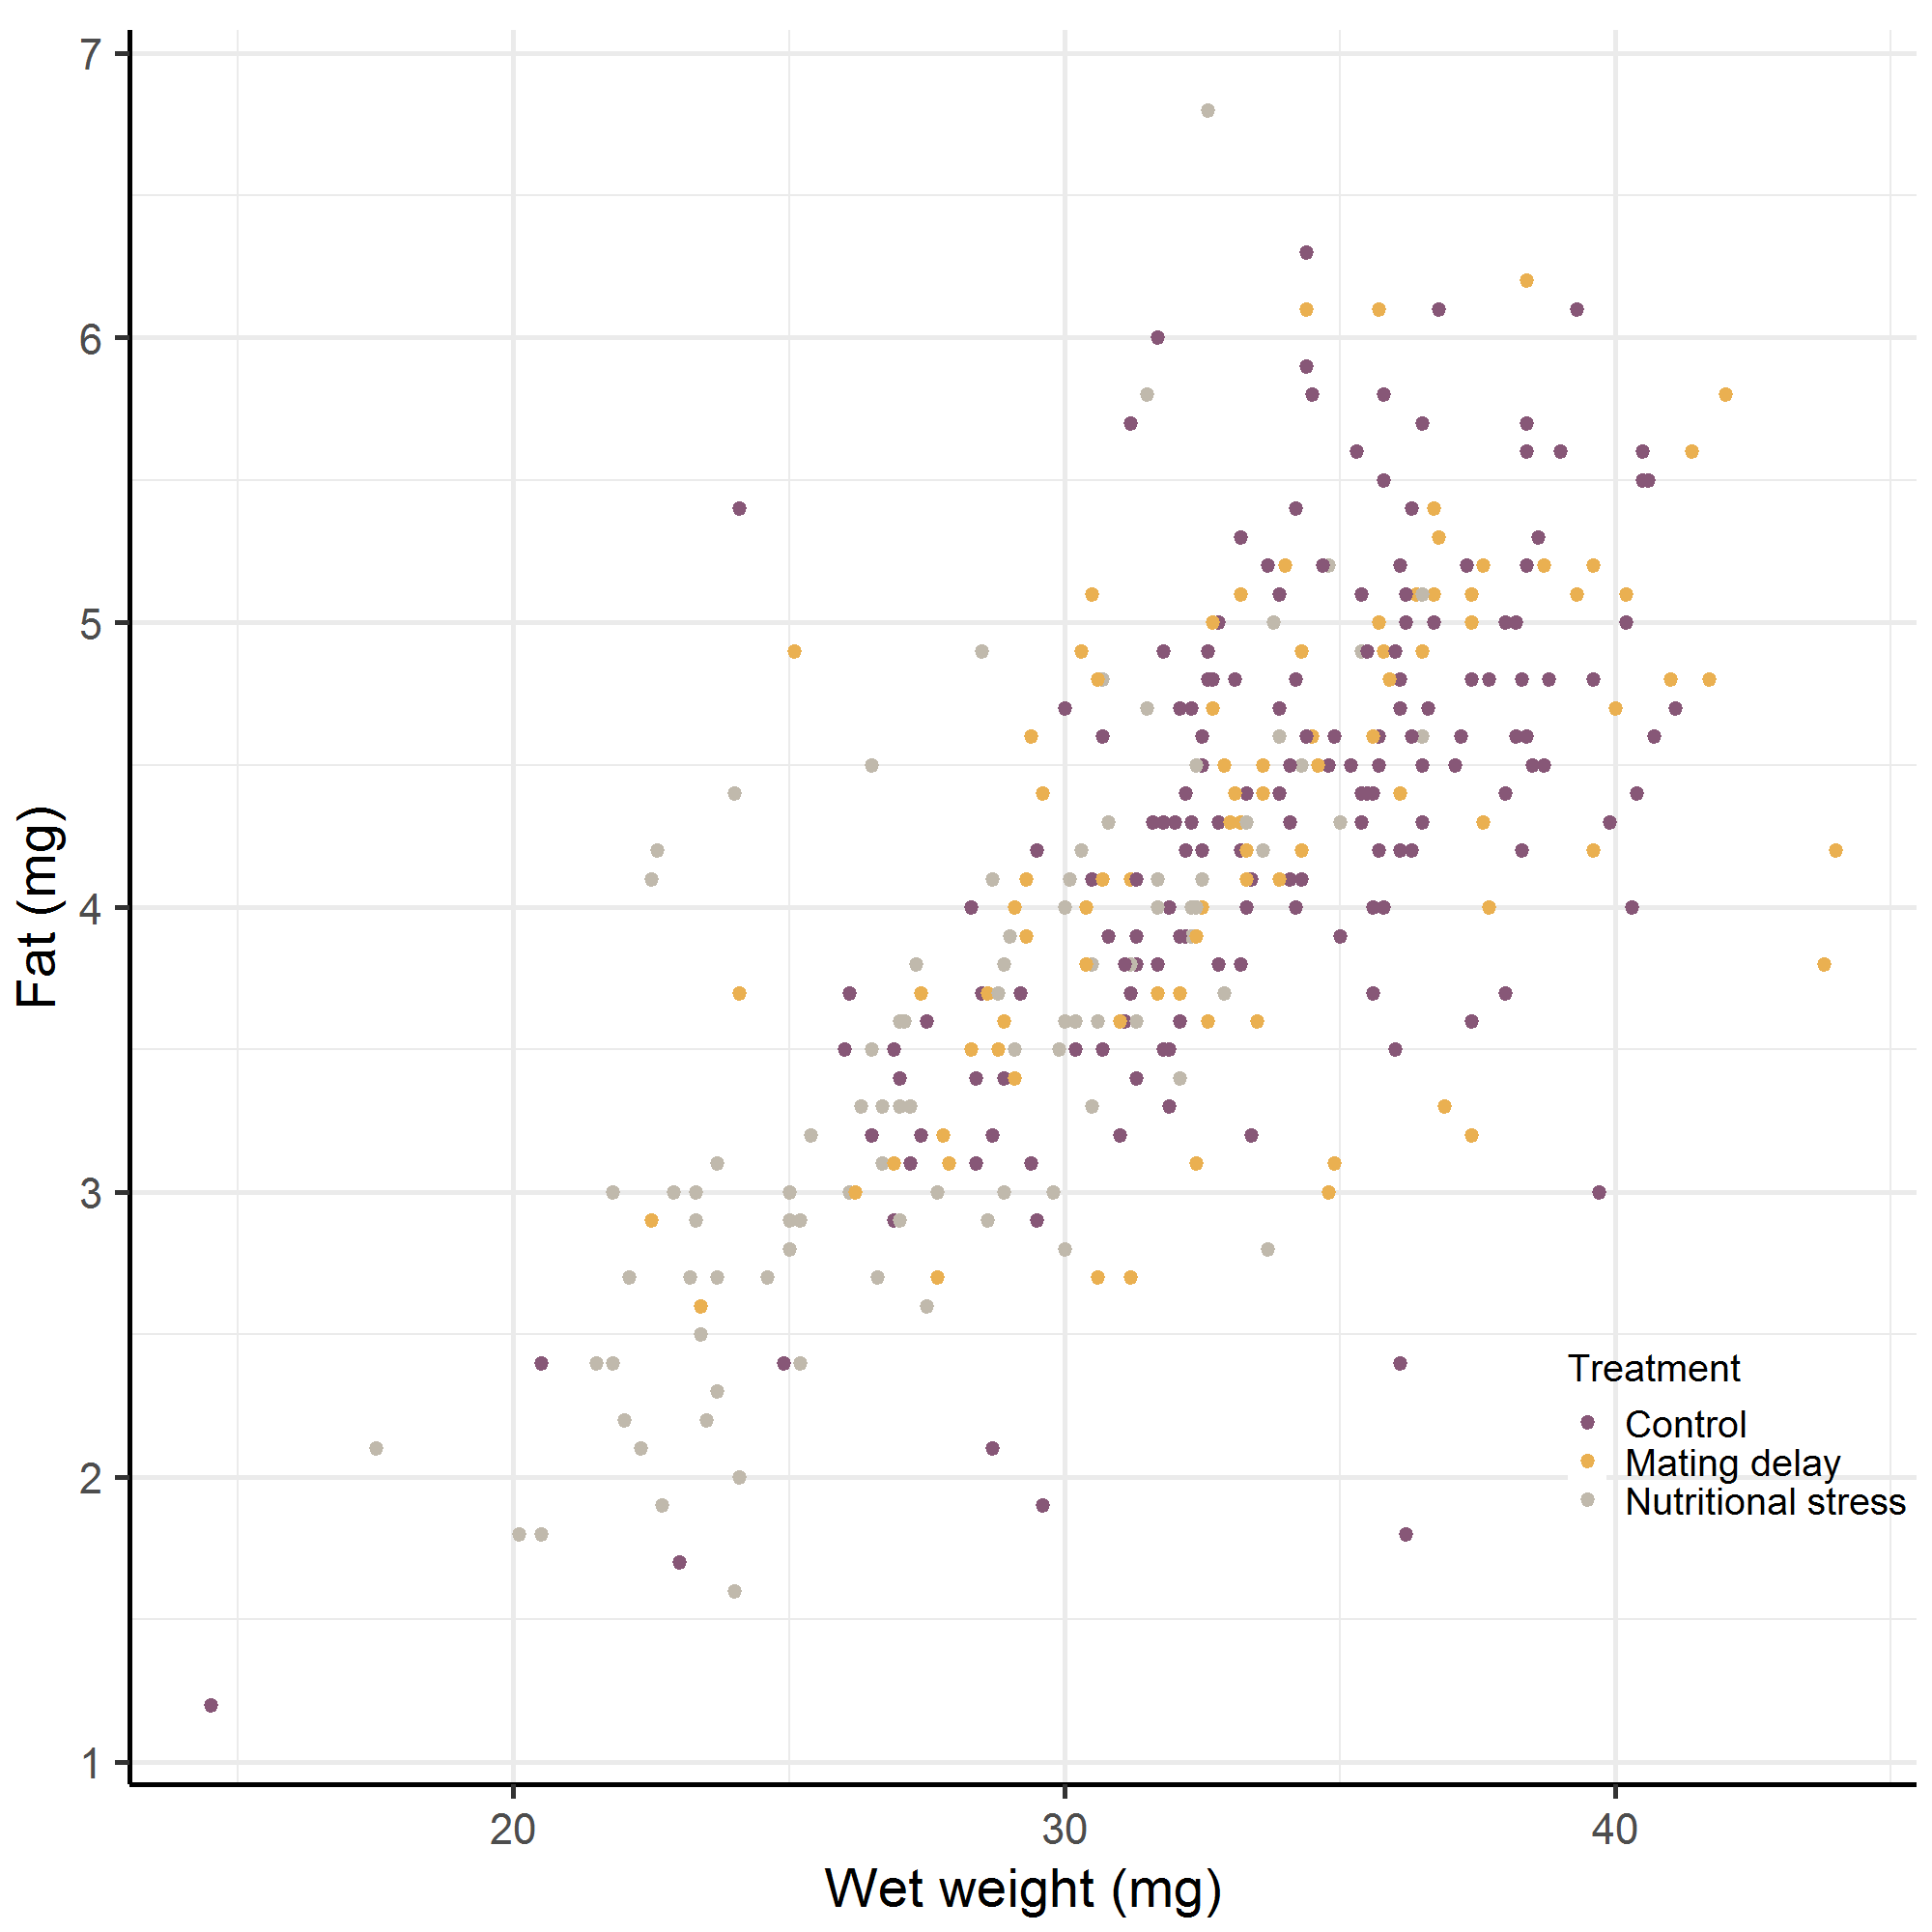 7
6
5
4
3
2
1
Fat (mg)
20
30
40
Wet weight (mg)
Treatment
Control
Mating delay
Nutritional stress